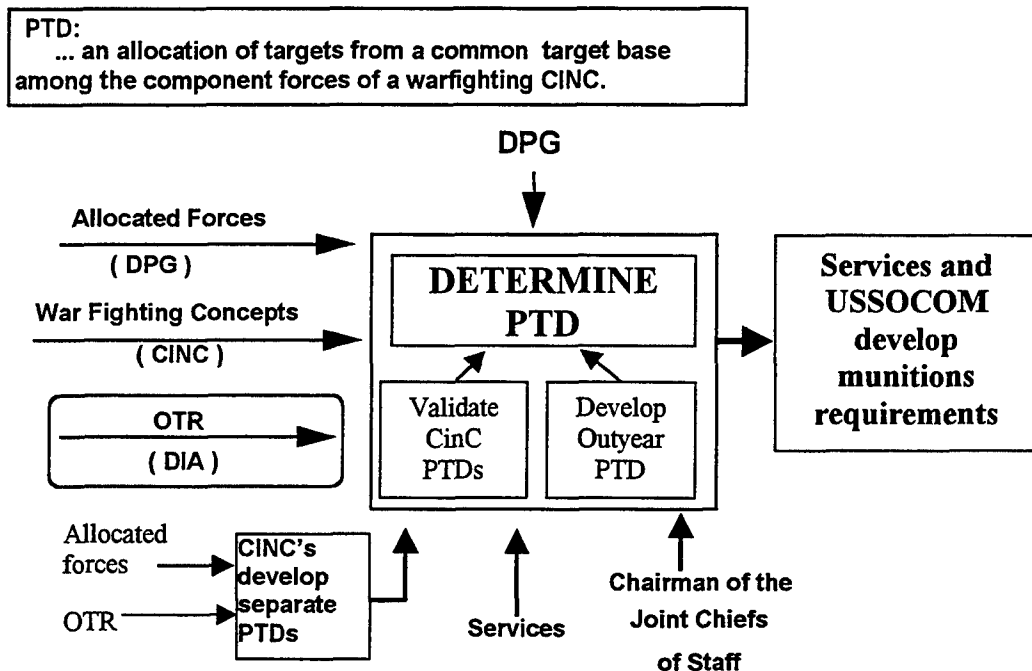 PTD:
... an allocation of targets from a common target base
among the component forces of a warfighting CINC.
DPG
Allocated Forces
( DPG )
War Fighting Concepts
( CINC )
OTR
( DIA )
DETERMINE
PTD
Validate
CinC
PTDs
Develop
Outyear
PTD
Services and
USSOCOM
develop
munitions
requirements
Allocated
forces
OTR
CINC's
develop
separate
PTDs
Services
Chairman of the
Joint Chiefs
of Staff